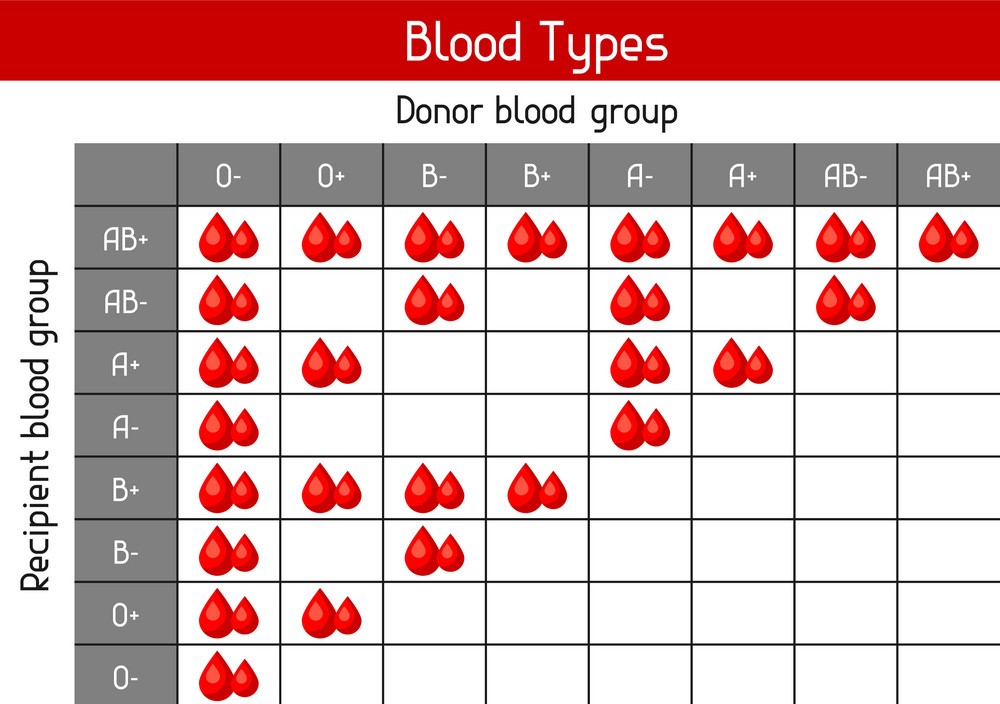 Blood Types
Donor blood group
O- O+ B- B+ A- A+ AB- AB+
Recipient blood group
AB+
AB-
A+
A-
B+
B-
O+
O-